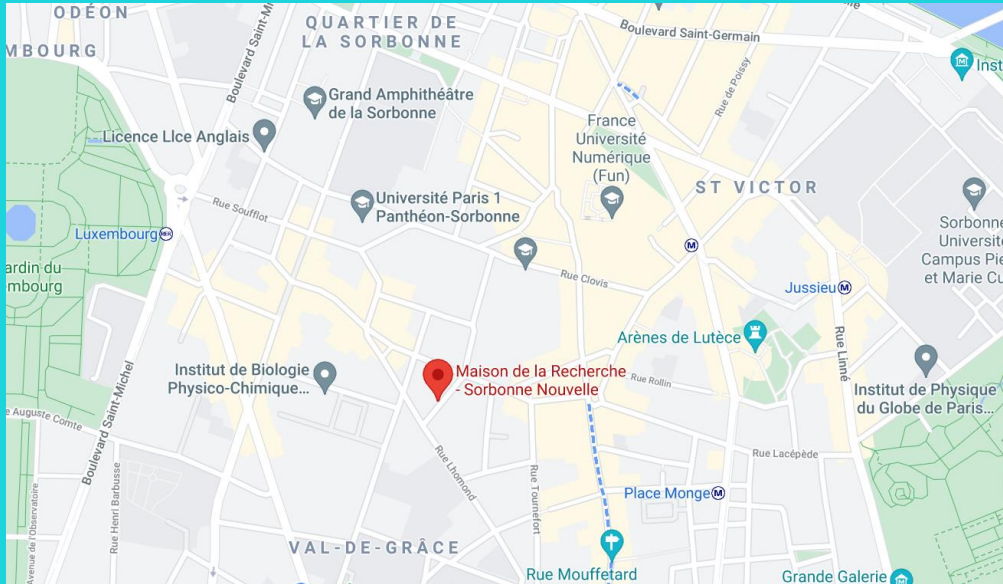 ODÉON
QUARTIER DE
LA SORBONNE
Boulevard Saint-Germain
MBOURG
Boulevard Saint-Mi
Inst
Rue de Poissy
Grand Amphithéâtre
de la Sorbonne
Licence Llce Anglais
France
Université
Numérique
(Fun)
ST VICTOR
Université Paris 1
Panthéon-Sorbonne
Rue Soufflot
Luxembourg
RER
M
Sorbonne
Université
Campus Pie
et Marie Cu
ardin du
embourg
Rue Clovis
Jussieu M
Arènes de Lutèce
Rue Linné
Institut de Biologie
Physico-Chimique...
Maison de la Recherche
- Sorbonne Nouvelle
Rue Rollin
Institut de Physique
du Globe de Paris...
Boulevard Saint-Michel
e Auguste Comte
Rue Lhomond
Rue Lacépède
Rue Henri Barbusse
Avenue de l'Observatoire
Rue Tournefort
Place Monge M
VAL-DE-GRÂCE
Rue Mouffetard
Grande Galerie